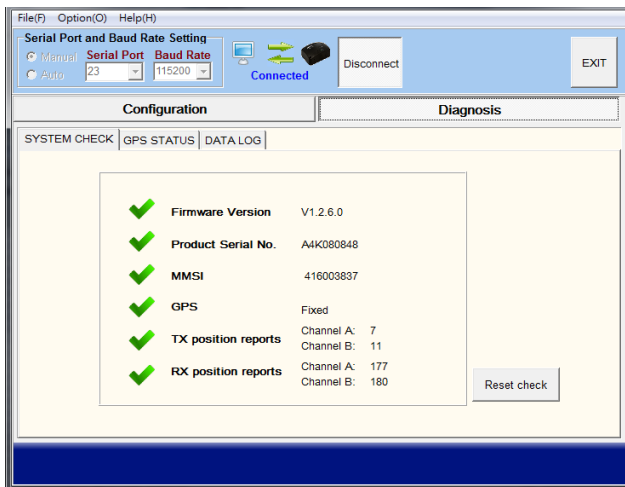 File(F) Option(O) Help(H)
Serial Port and Baud Rate Setting
Manual Serial Port Baud Rate
Auto 23 115200
Connected
Disconnect
EXIT
Configuration Diagnosis
SYSTEM CHECK GPS STATUS DATA LOG
Firmware Version V1.2.6.0
Product Serial No. A4K080848
MMSI 416003837
GPS Fixed
TX position reports Channel A: 7
Channel B: 11
RX position reports Channel A: 177
Channel B: 180
Reset check